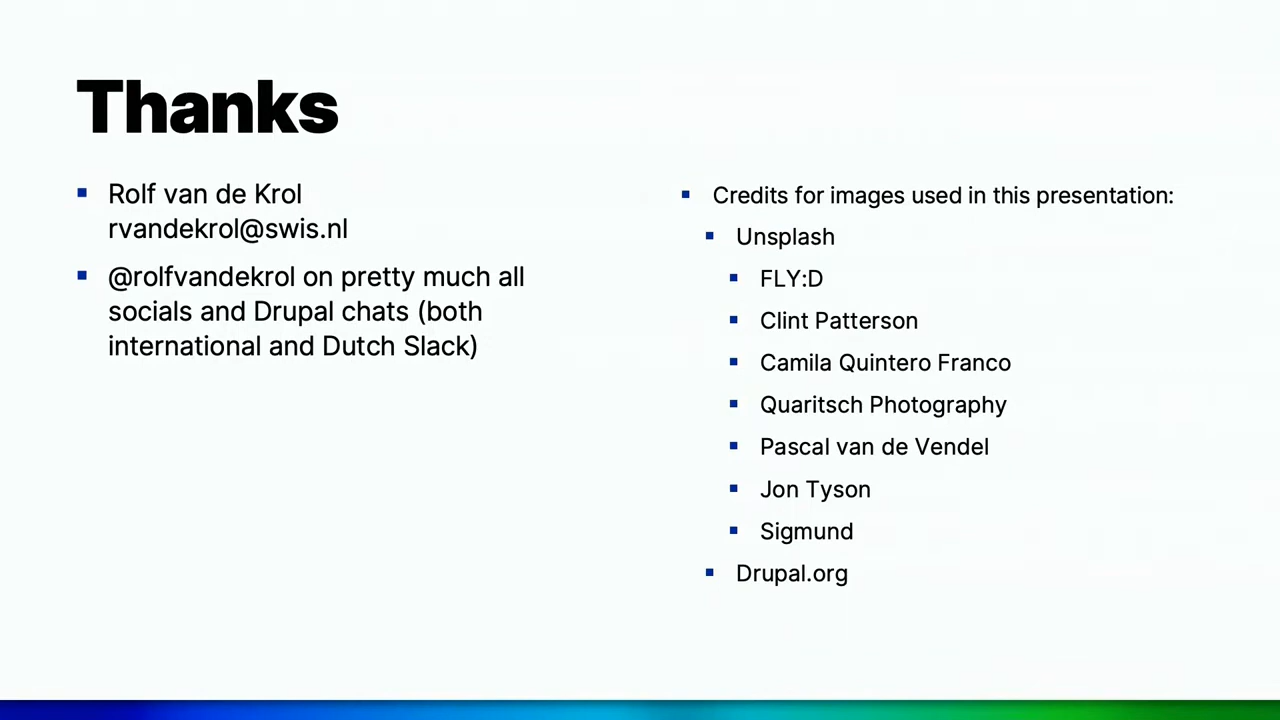 Thanks
Rolf van de Krol
rvandekrol@swis.nl
@rolfvandekrol on pretty much all
socials and Drupal chats (both
international and Dutch Slack)
Credits for images used in this presentation:
Unsplash
FLY:D
Clint Patterson
Camila Quintero Franco
Quaritsch Photography
Pascal van de Vendel
Jon Tyson
Sigmund
Drupal.org